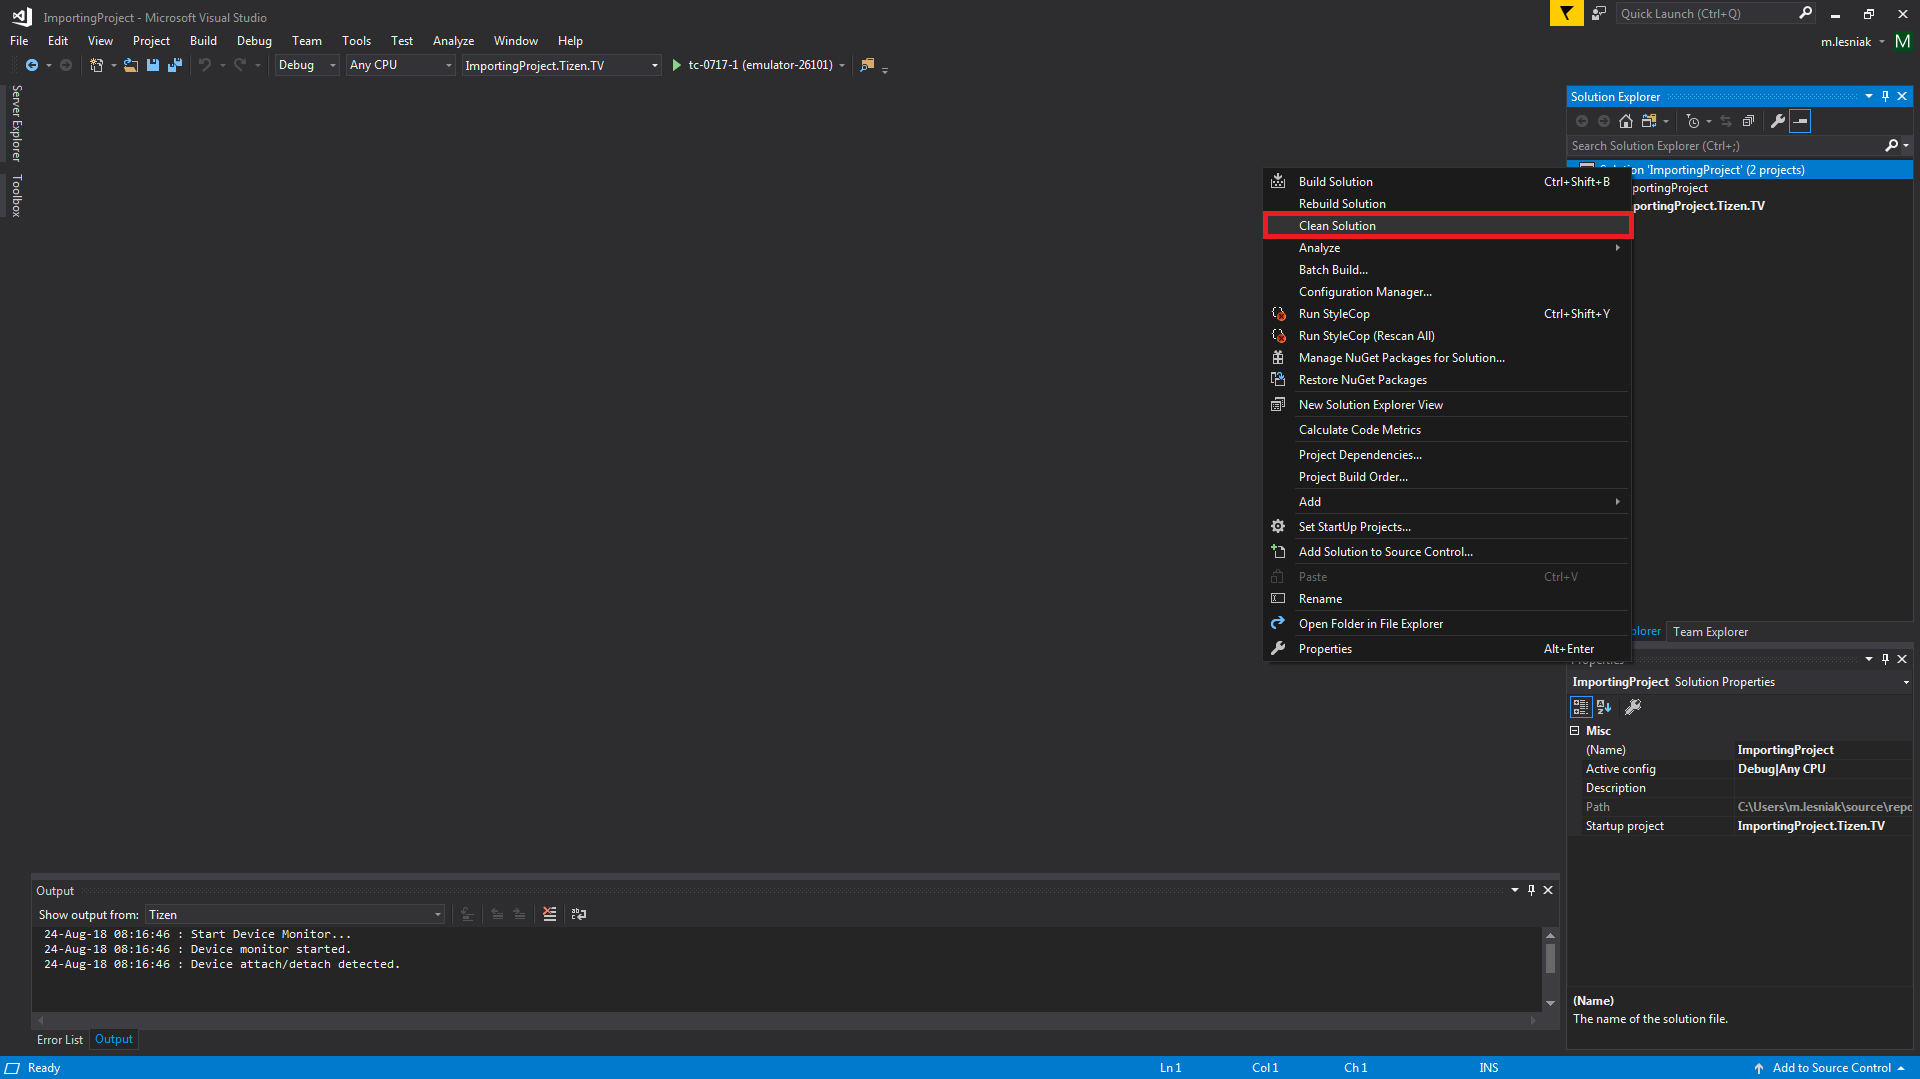 ImportingProject - Microsoft Visual Studio
Quick Launch (Ctrl+Q)
File Edit View Project Build Debug Team Tools Test Analyze Window Help
m.lesniak M
Debug Any CPU ImportingProject.Tizen.TV tc-0717-1 (emulator-26101)
Server Explorer
Toolbox
Solution Explorer
Search Solution Explorer (Ctrl+;)
'ImportingProject' (2 projects)
portingProject
portingProject.Tizen.TV
Build Solution Ctrl+Shift+B
Rebuild Solution
Clean Solution
Analyze
Batch Build...
Configuration Manager...
Run StyleCop Ctrl+Shift+Y
Run StyleCop (Rescan All)
Manage NuGet Packages for Solution...
Restore NuGet Packages
New Solution Explorer View
Calculate Code Metrics
Project Dependencies...
Project Build Order...
Add
Set StartUp Projects...
Add Solution to Source Control...
Paste Ctrl+V
Rename
Open Folder in File Explorer
Properties Alt+Enter
plorer Team Explorer
Properties
ImportingProject Solution Properties
Misc
(Name) ImportingProject
Active config Debug|Any CPU
Description
Path C:\Users\m.lesniak\source\repo
Startup project ImportingProject.Tizen.TV
(Name)
The name of the solution file.
Output
Show output from: Tizen
24-Aug-18 08:16:46 : Start Device Monitor...
24-Aug-18 08:16:46 : Device monitor started.
24-Aug-18 08:16:46 : Device attach/detach detected.
Error List Output
Ready Ln 1 Col 1 Ch 1 INS Add to Source Control